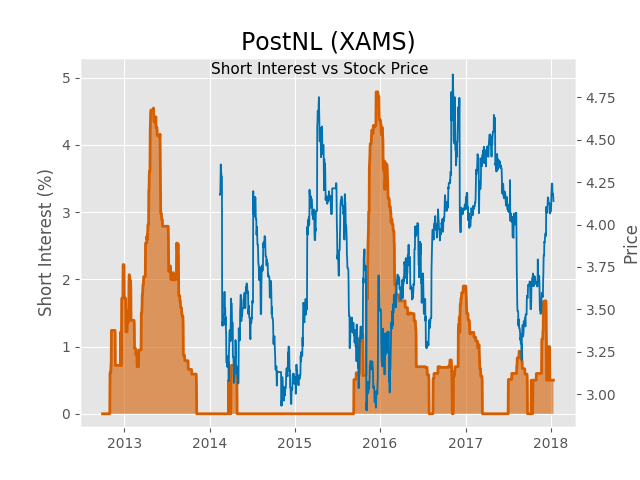 PostNL (XAMS)
Short Interest vs Stock Price
Short Interest (%)
5
4
3
2
1
0
4.75
4.50
4.25
4.00
3.75
3.50
3.25
3.00
Price
2013 2014 2015 2016 2017 2018